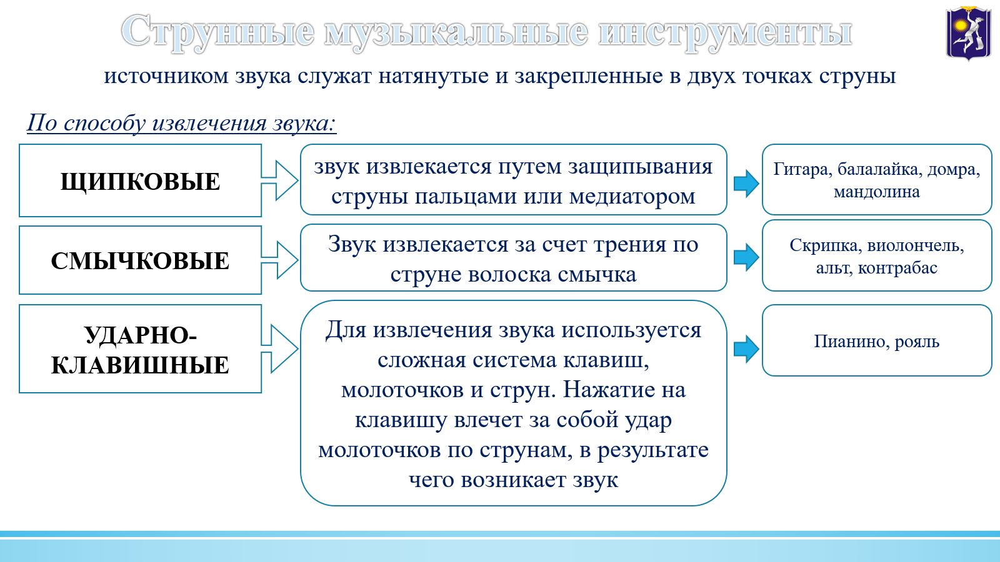 Струнные музыкальные инструменты
источником звука служат натянутые и закрепленные в двух точках струны
По способу извлечения звука:
ЩИПКОВЫЕ
звук извлекается путем защипывания
струны пальцами или медиатором
Гитара, балалайка, домра,
мандолина
СМЫЧКОВЫЕ
Звук извлекается за счет трения по
струне волоска смычка
Скрипка, виолончель,
альт, контрабас
УДАРНО-
КЛАВИШНЫЕ
Для извлечения звука используется
сложная система клавиш,
молоточков и струн. Нажатие на
клавишу влечет за собой удар
молоточков по струнам, в результате
чего возникает звук
Пианино, рояль